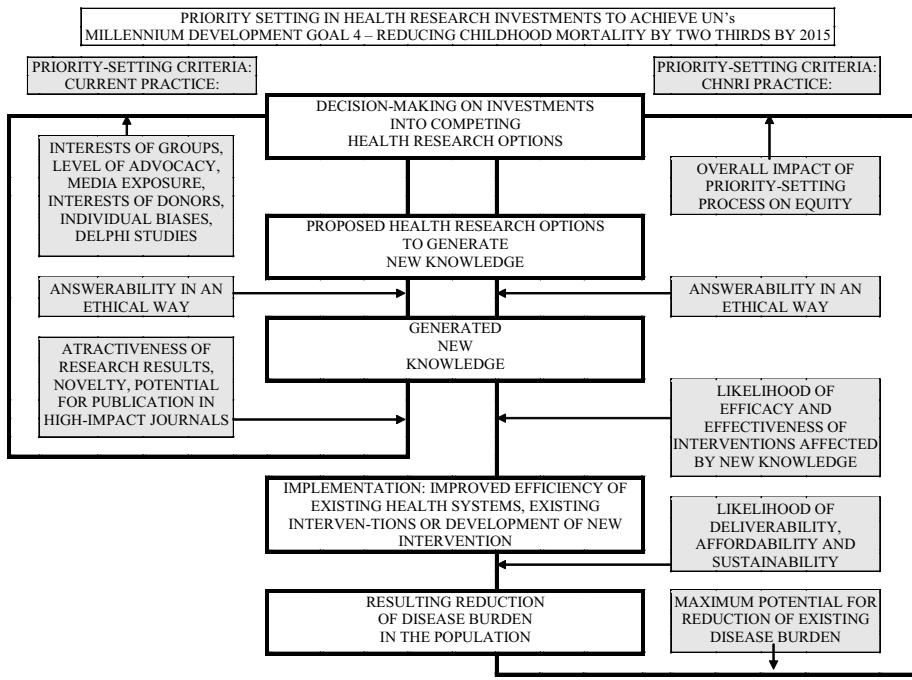 PRIORITY SETTING IN HEALTH RESEARCH INVESTMENTS TO ACHIEVE UN's
MILLENNIUM DEVELOPMENT GOAL 4 – REDUCING CHILDHOOD MORTALITY BY TWO THIRDS BY 2015
PRIORITY-SETTING CRITERIA:
CURRENT PRACTICE:
PRIORITY-SETTING CRITERIA:
CHNRI PRACTICE:
DECISION-MAKING ON INVESTMENTS
INTO COMPETING
HEALTH RESEARCH OPTIONS
INTERESTS OF GROUPS,
LEVEL OF ADVOCACY,
MEDIA EXPOSURE,
INTERESTS OF DONORS,
INDIVIDUAL BIASES,
DELPHI STUDIES
OVERALL IMPACT OF
PRIORITY-SETTING
PROCESS ON EQUITY
PROPOSED HEALTH RESEARCH OPTIONS
TO GENERATE
NEW KNOWLEDGE
ANSWERABILITY IN AN
ETHICAL WAY
ANSWERABILITY IN AN
ETHICAL WAY
GENERATED
NEW
KNOWLEDGE
ATRACTIVENESS OF
RESEARCH RESULTS,
NOVELTY, POTENTIAL
FOR PUBLICATION IN
HIGH-IMPACT JOURNALS
LIKELIHOOD OF
EFFICACY AND
EFFECTIVENESS OF
INTERVENTIONS AFFECTED
BY NEW KNOWLEDGE
IMPLEMENTATION: IMPROVED EFFICIENCY OF
EXISTING HEALTH SYSTEMS, EXISTING
INTERVEN-TIONS OR DEVELOPMENT OF NEW
INTERVENTION
LIKELIHOOD OF
DELIVERABILITY,
AFFORDABILITY AND
SUSTAINABILITY
RESULTING REDUCTION
OF DISEASE BURDEN
IN THE POPULATION
MAXIMUM POTENTIAL FOR
REDUCTION OF EXISTING
DISEASE BURDEN